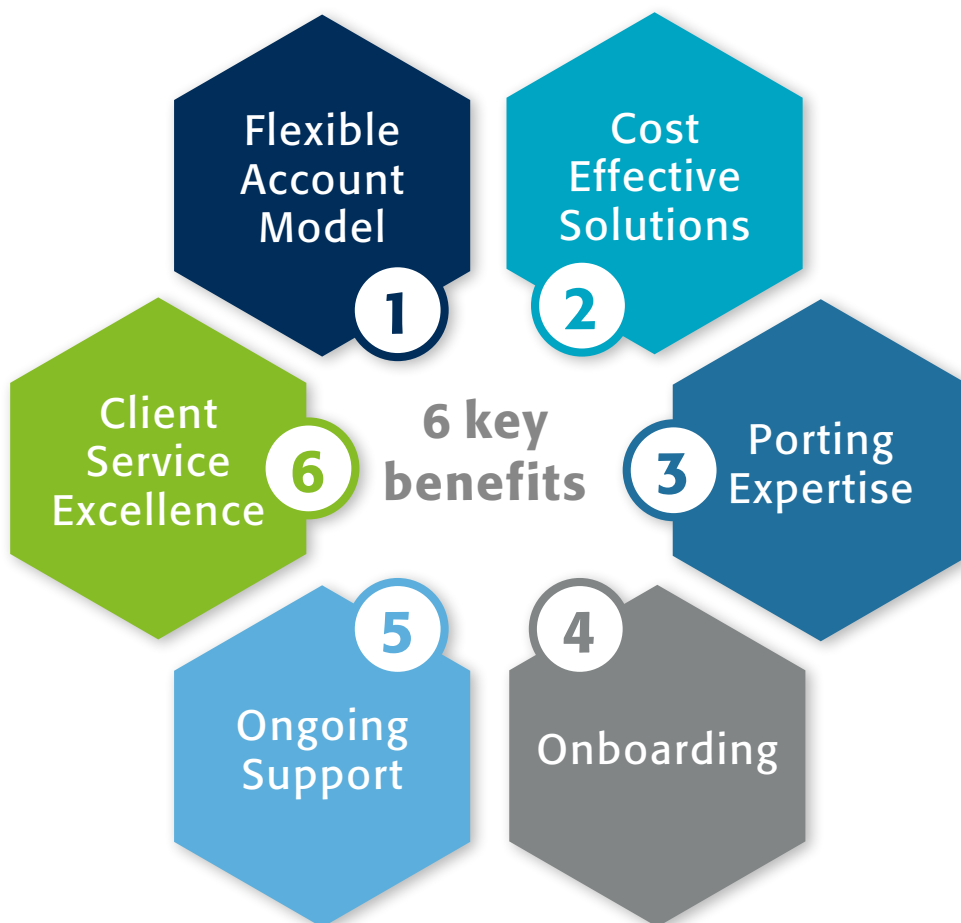 Flexible
Account
Model
1
Cost
Effective
Solutions
2
Porting
Expertise
3
Onboarding
4
Ongoing
Support
5
Client
Service
Excellence
6
6 key
benefits